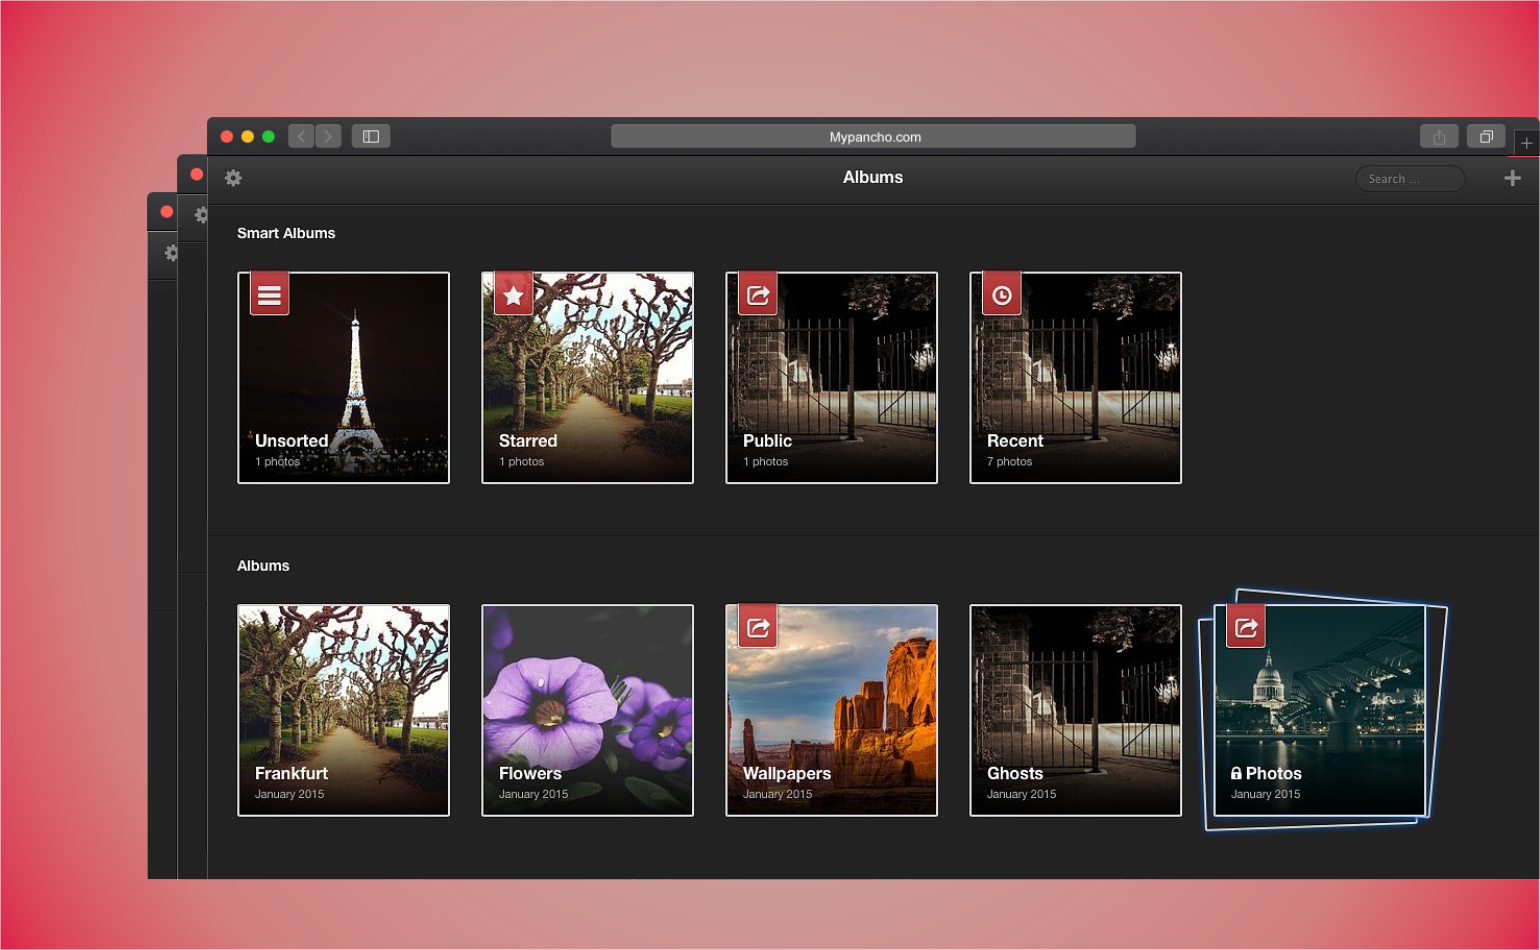 Mypancho.com
Albums
Search ...
Smart Albums
Unsorted
1 photos
Starred
1 photos
Public
1 photos
Recent
7 photos
Albums
Frankfurt
January 2015
Flowers
January 2015
Wallpapers
January 2015
Ghosts
January 2015
Photos
January 2015